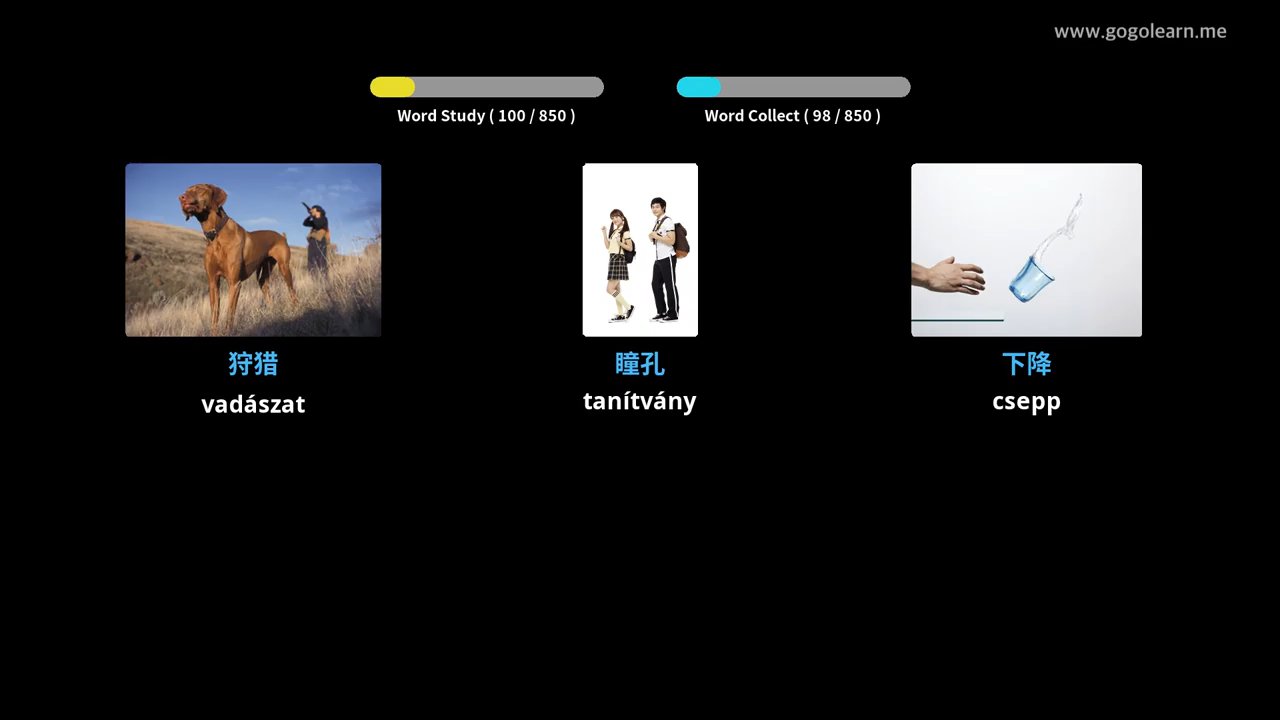 www.gogolearn.me
Word Study ( 100 / 850 )
Word Collect ( 98 / 850 )
狩猎
瞳孔
下降
vadászat
tanítvány
csepp